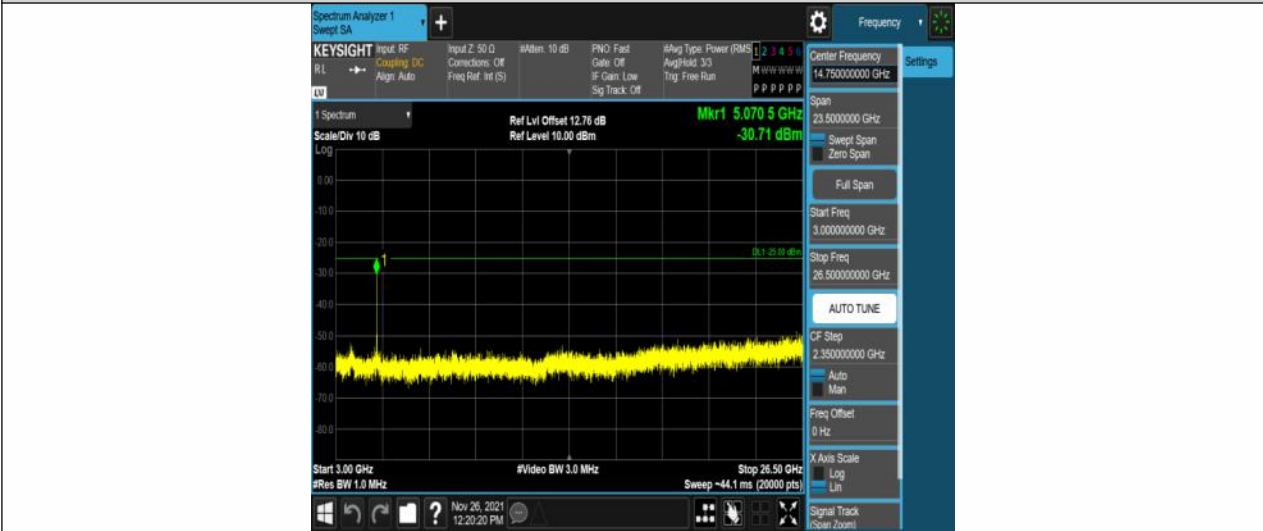 Spectrum Analyzer 1
Swept SA
+
Frequency
KEYSIGHT
RL
LV
Input: RF
Coupling: DC
Align: Auto
Input Z: 50 Ω
Corrections: Off
Freq Ref: Int (S)
#Atten: 10 dB
PNO: Fast
Gate: Off
IF Gain: Low
Sig Track: Off
#Avg Type: Power (RMS
Avg|Hold: 3/3
Trig: Free Run
1 2 3 4 5 6
M W W W W W
P P P P P P
Center Frequency
14.750000000 GHz
Settings
Span
23.5000000 GHz
Swept Span
Zero Span
Full Span
Start Freq
3.000000000 GHz
Stop Freq
26.500000000 GHz
AUTO TUNE
CF Step
2.350000000 GHz
Auto
Man
Freq Offset
0 Hz
X Axis Scale
Log
Lin
Signal Track
(Span Zoom)
1 Spectrum
Scale/Div 10 dB
Log
Ref Lvl Offset 12.76 dB
Ref Level 10.00 dBm
Mkr1 5.070 5 GHz
-30.71 dBm
0.00
-10.0
-20.0
-30.0
-40.0
-50.0
-60.0
-70.0
-80.0
1
DL1 -25.00 dBm
Start 3.00 GHz
#Res BW 1.0 MHz
#Video BW 3.0 MHz
Stop 26.50 GHz
Sweep ~44.1 ms (20000 pts)
?
Nov 26, 2021
12:20:20 PM